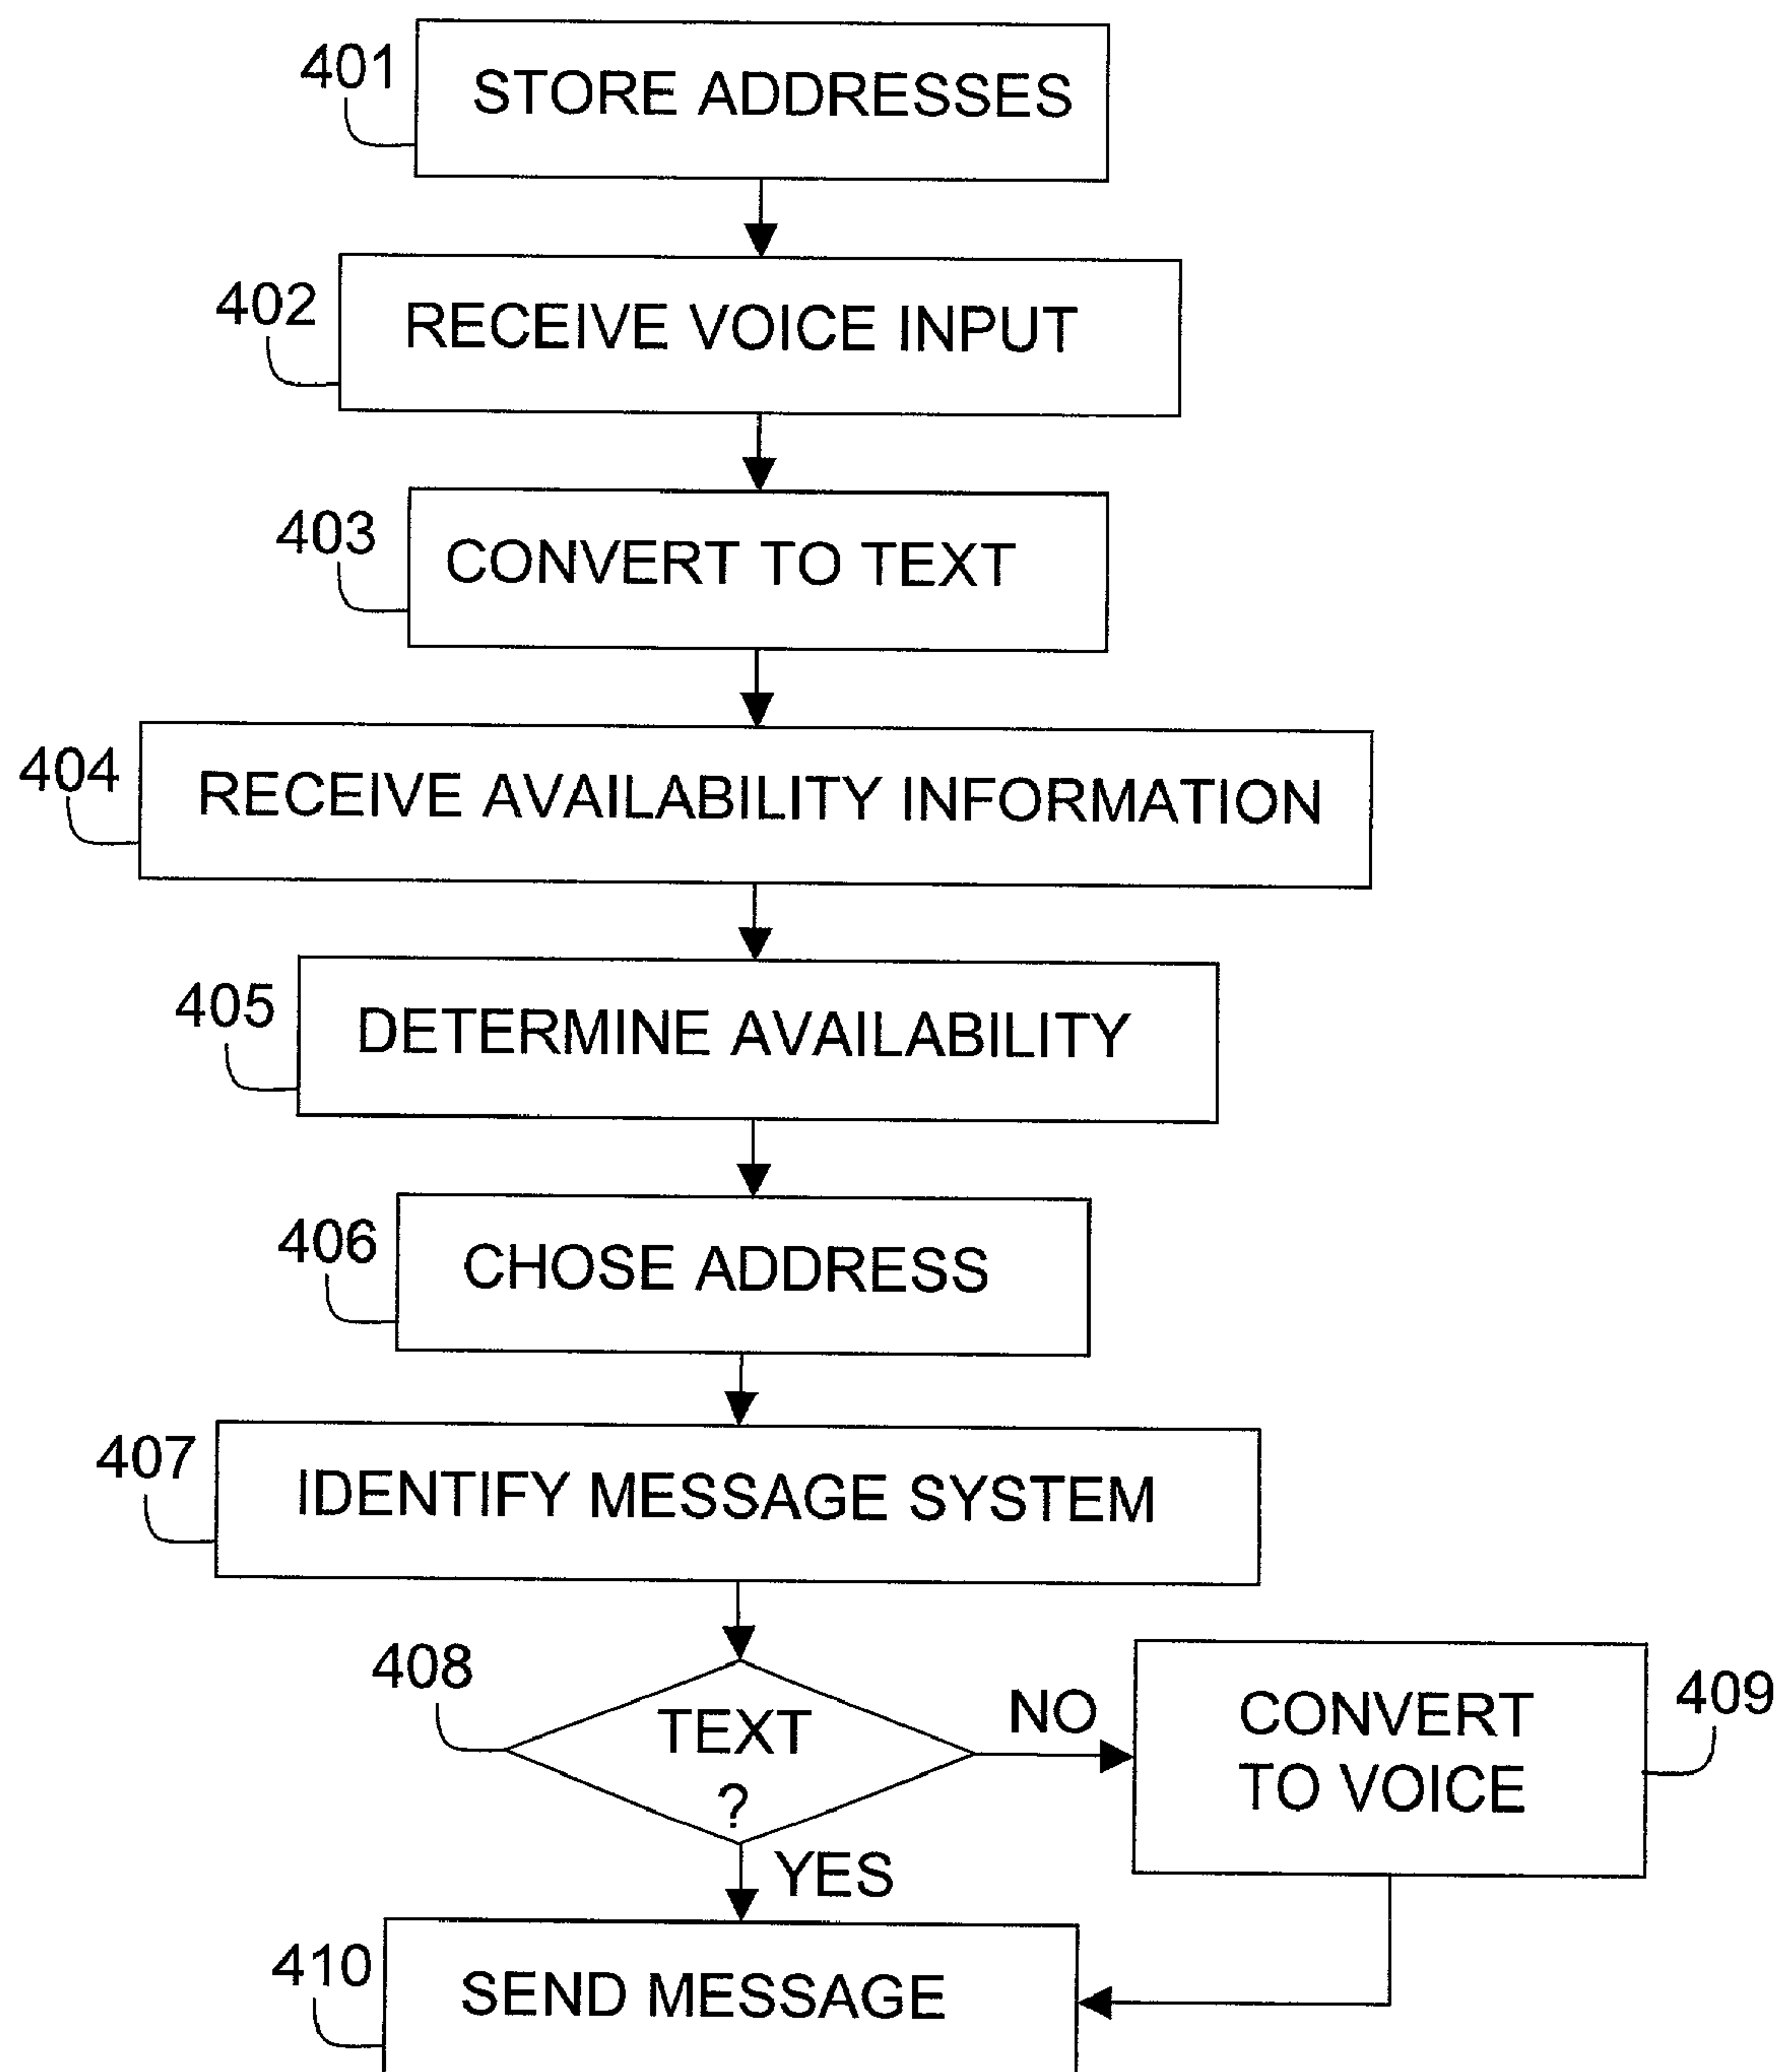 401
STORE ADDRESSES
402
RECEIVE VOICE INPUT
403
CONVERT TO TEXT
404
RECEIVE AVAILABILITY INFORMATION
405
DETERMINE AVAILABILITY
406
CHOSE ADDRESS
407
IDENTIFY MESSAGE SYSTEM
408
TEXT
?
NO
CONVERT
TO VOICE
409
YES
410
SEND MESSAGE